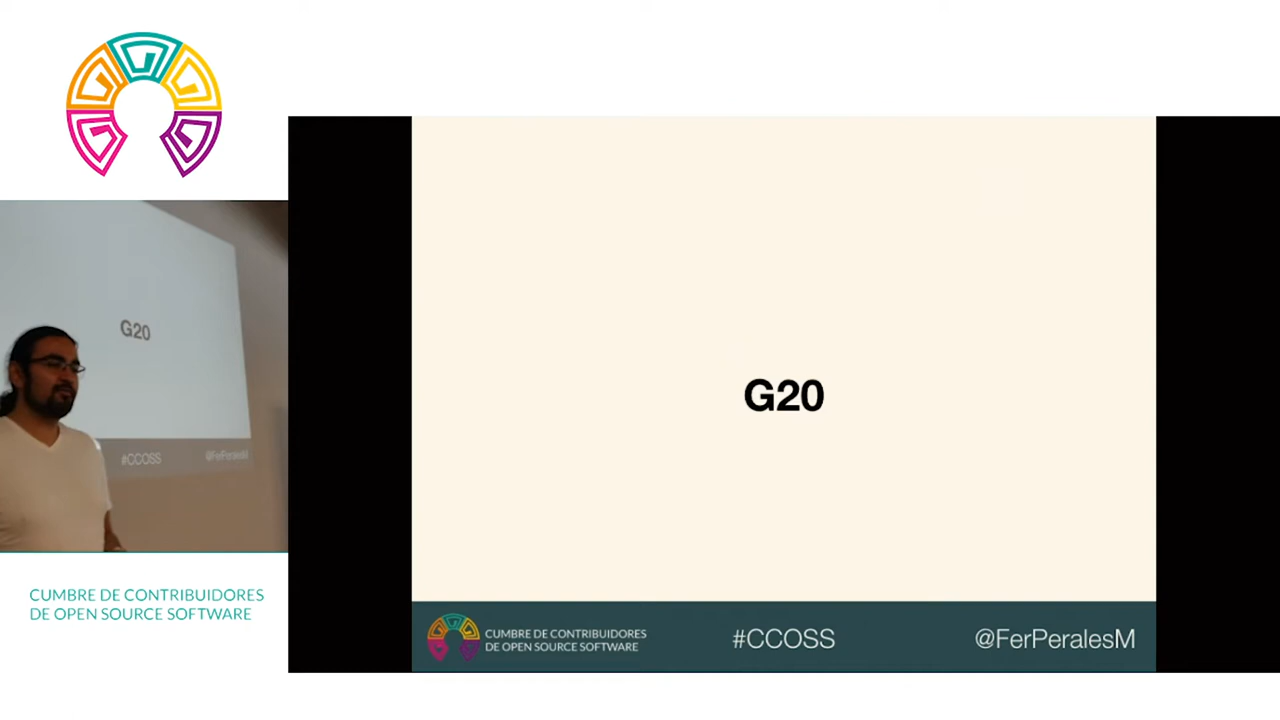 G20
#CCOSS
@FerPeralesM
CUMBRE DE CONTRIBUIDORES
DE OPEN SOURCE SOFTWARE
G20
CUMBRE DE CONTRIBUIDORES
DE OPEN SOURCE SOFTWARE
#CCOSS
@FerPeralesM